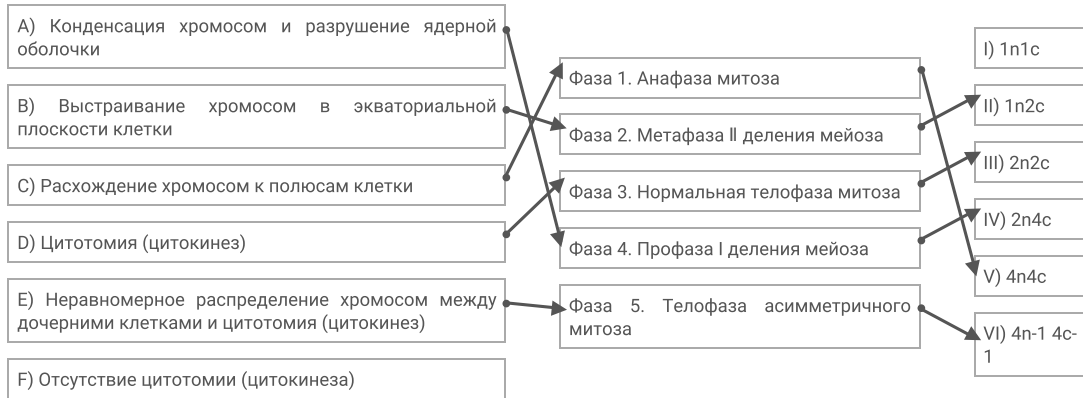 A) Конденсация хромосом и разрушение ядерной
оболочки
B) Выстраивание хромосом в экваториальной
плоскости клетки
C) Расхождение хромосом к полюсам клетки
D) Цитотомия (цитокинез)
E) Неравномерное распределение хромосом между
дочерними клетками и цитотомия (цитокинез)
F) Отсутствие цитотомии (цитокинеза)
Фаза 1. Анафаза митоза
Фаза 2. Метафаза II деления мейоза
Фаза 3. Нормальная телофаза митоза
Фаза 4. Профаза I деления мейоза
Фаза 5. Телофаза асимметричного
митоза
I) 1n1c
II) 1n2c
III) 2n2c
IV) 2n4c
V) 4n4c
VI) 4n-1 4c-
1